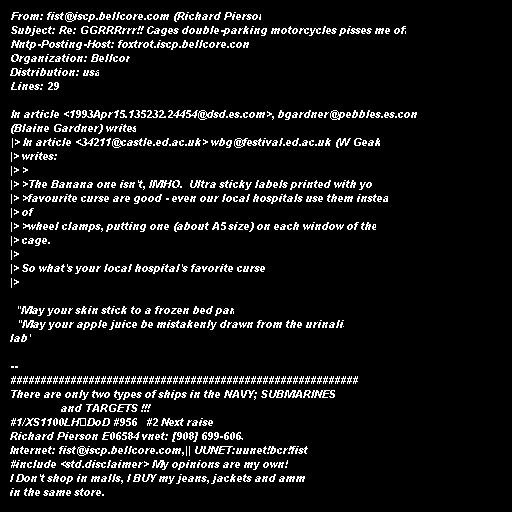 From: fist@iscp.bellcore.com (Richard Pierson
Subject: Re: GGRRRrrr!! Cages double-parking motorcycles pisses me of
Nntp-Posting-Host: foxtrot.iscp.bellcore.com
Organization: Bellcor
Distribution: usa
Lines: 29

In article <1993Apr15.135232.24454@dsd.es.com>, bgardner@pebbles.es.com
(Blaine Gardner) writes
|> In article <34211@castle.ed.ac.uk> wbg@festival.ed.ac.uk (W Geak
|> writes:
|> >
|> >The Banana one isn't, IMHO.  Ultra sticky labels printed with yo
|> >favourite curse are good - even our local hospitals use them instea
|> of
|> >wheel clamps, putting one (about A5 size) on each window of the
|> cage.
|>
|> So what's your local hospital's favorite curse
|>

"May your skin stick to a frozen bed pan
"May your apple juice be mistakenly drawn from the urinali
lab"

--
##########################################################
There are only two types of ships in the NAVY; SUBMARINES
and TARGETS !!!
#1/XS1100LH DoD #956   #2 Next raise
Richard Pierson E06584 vnet: [908] 699-606
Internet: fist@iscp.bellcore.com,|| UUNET:uunet!bcr!fist
#include <std.disclaimer> My opinions are my own!
I Don't shop in malls, I BUY my jeans, jackets and amm
in the same store.